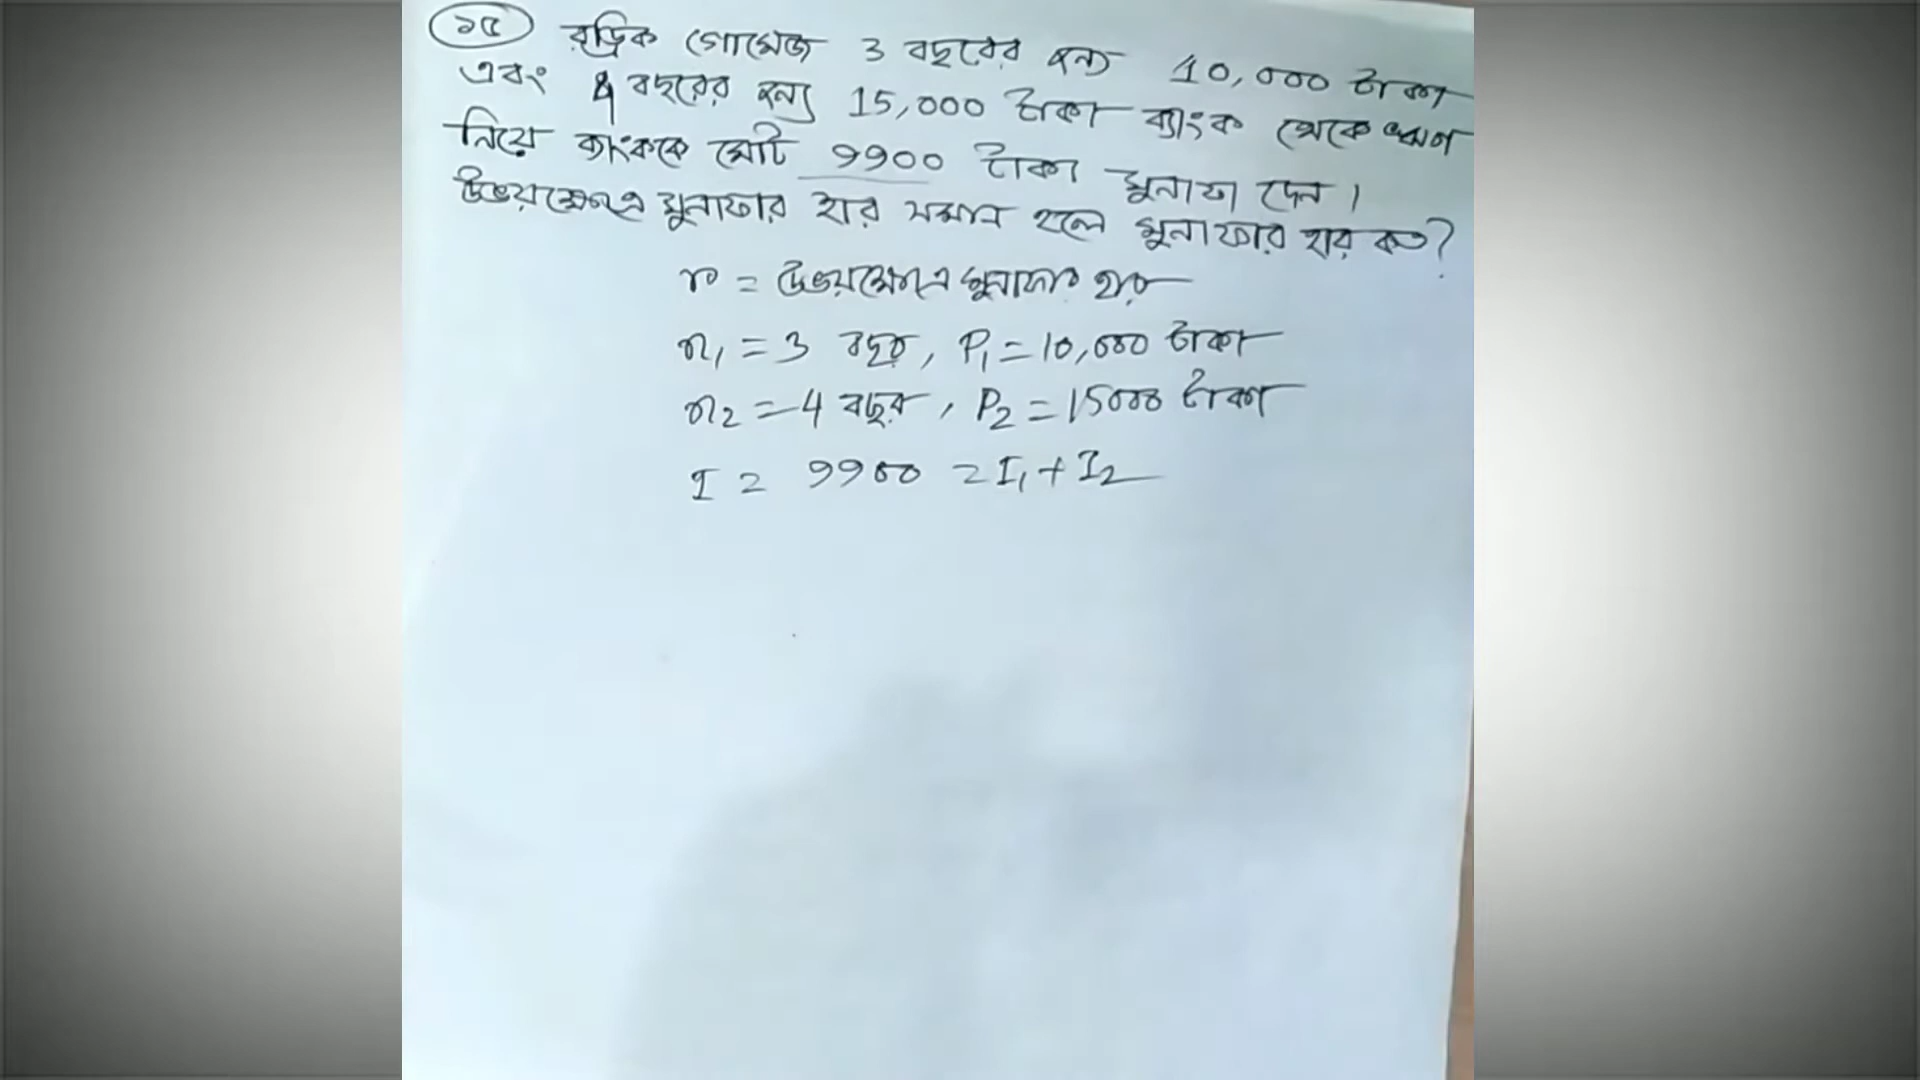 ১৫ রড্রিক গোমেজ 3 বছরের জন্য 10,000 টাকা
এবং 4 বছরের জন্য 15,000 টাকা ব্যাংক থেকে ঋণ
নিয়ে ব্যাংককে মোট 9900 টাকা মুনাফা দেন।
উভয়ক্ষেত্রে মুনাফার হার সমান হলে মুনাফার হার কত?
r = উভয়ক্ষেত্রে মুনাফার হার
n₁ = 3 বছর, P₁ = 10,000 টাকা
n₂ = 4 বছর, P₂ = 15000 টাকা
I = 9900 = I₁ + I₂